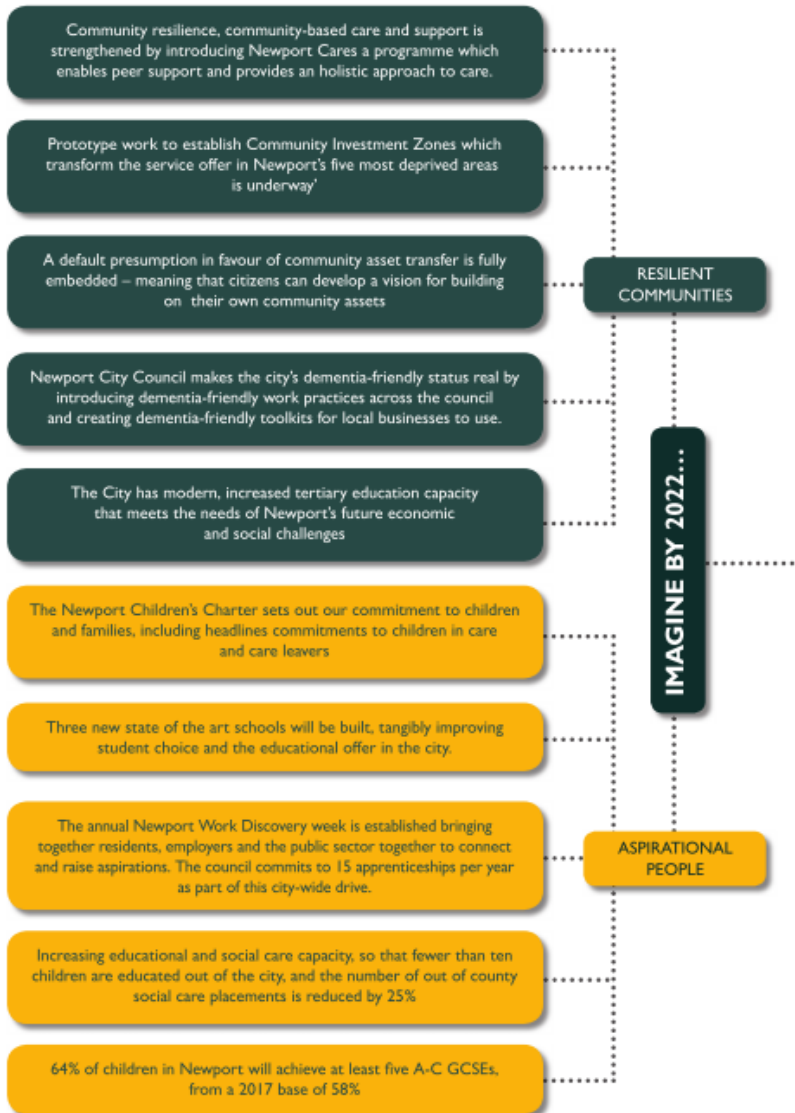 Community resilience, community-based care and support is
strengthened by introducing Newport Cares a programme which
enables peer support and provides an holistic approach to care.
Prototype work to establish Community Investment Zones which
transform the service offer in Newport's five most deprived areas
is underway'
A default presumption in favour of community asset transfer is fully
embedded – meaning that citizens can develop a vision for building
on their own community assets
Newport City Council makes the city's dementia-friendly status real by
introducing dementia-friendly work practices across the council
and creating dementia-friendly toolkits for local businesses to use.
The City has modern, increased tertiary education capacity
that meets the needs of Newport's future economic
and social challenges
RESILIENT
COMMUNITIES
IMAGINE BY 2022...
The Newport Children's Charter sets out our commitment to children
and families, including headlines commitments to children in care
and care leavers
Three new state of the art schools will be built, tangibly improving
student choice and the educational offer in the city.
The annual Newport Work Discovery week is established bringing
together residents, employers and the public sector together to connect
and raise aspirations. The council commits to 15 apprenticeships per year
as part of this city-wide drive.
Increasing educational and social care capacity, so that fewer than ten
children are educated out of the city, and the number of out of county
social care placements is reduced by 25%
64% of children in Newport will achieve at least five A-C GCSEs,
from a 2017 base of 58%
ASPIRATIONAL
PEOPLE